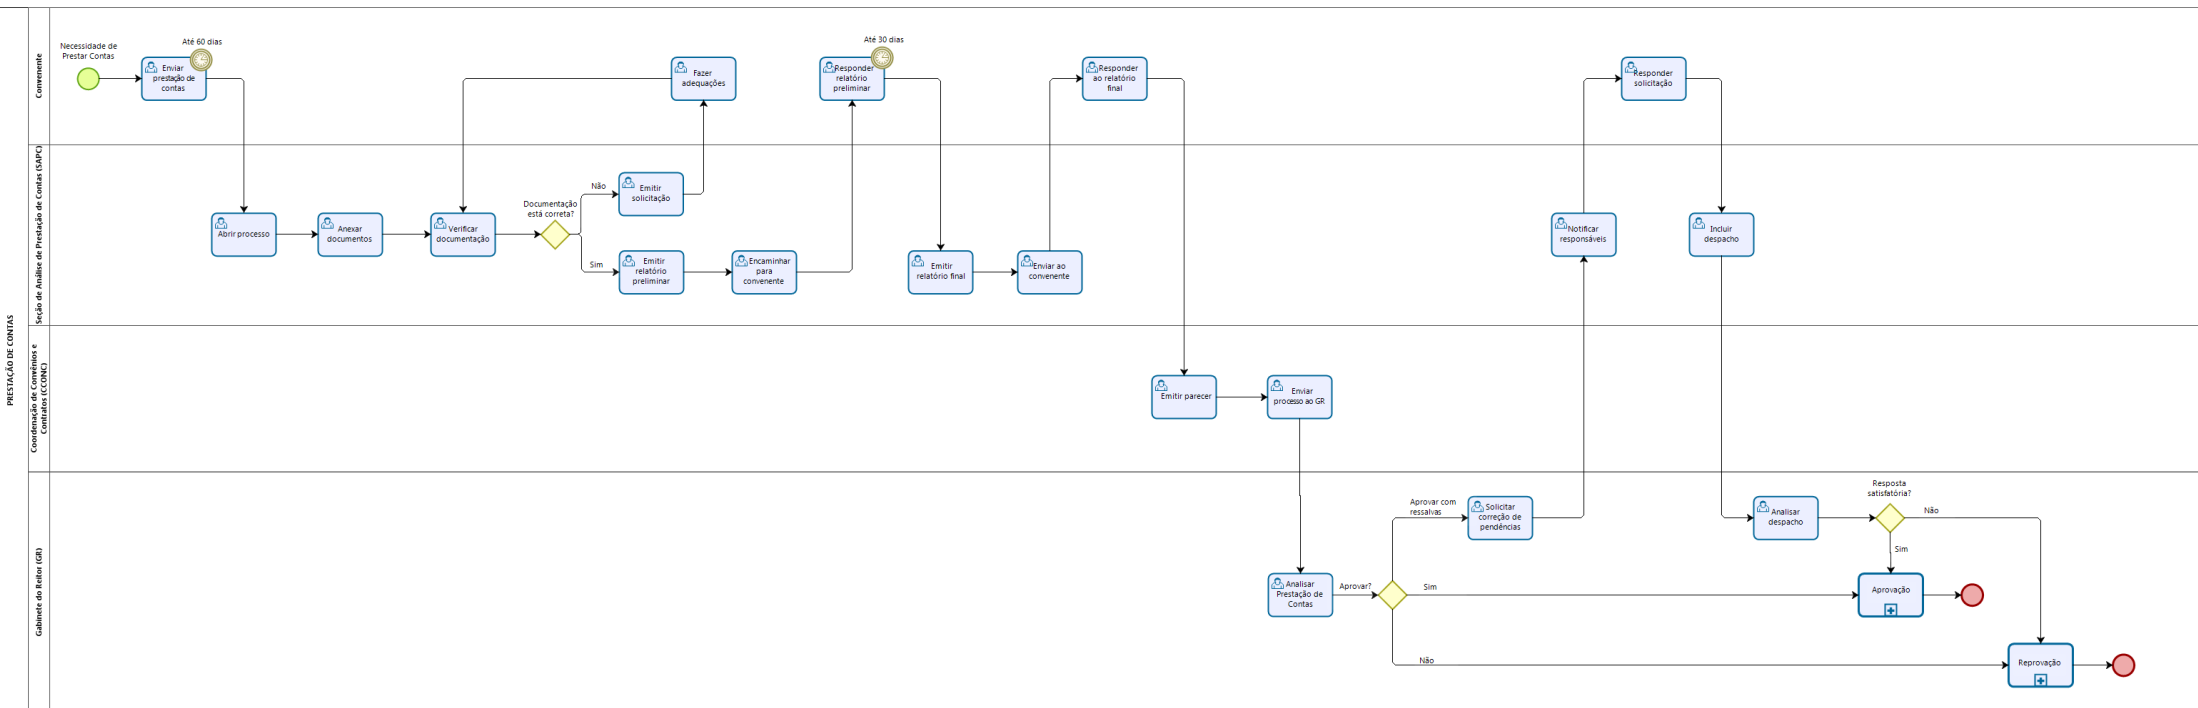 PRESTAÇÃO DE CONTAS
Convenente
Necessidade de
Prestar Contas
Até 60 dias
Enviar
prestação de
contas
Fazer
adequações
Até 30 dias
Responder
relatório
preliminar
Responder
ao relatório
final
Responder
solicitação
Seção de Análise de Prestação de Contas (SAPC)
Abrir processo
Anexar
documentos
Verificar
documentação
Documentação
está correta?
Não
Emitir
solicitação
Sim
Emitir
relatório
preliminar
Encaminhar
para
convenente
Emitir
relatório final
Enviar ao
convenente
Notificar
responsáveis
Incluir
despacho
Coordenação de Convênios e
Contratos (CCONC)
Emitir parecer
Enviar
processo ao GR
Gabinete do Reitor (GR)
Analisar
Prestação de
Contas
Aprovar?
Aprovar com
ressalvas
Solicitar
correção de
pendências
Sim
Não
Analisar
despacho
Resposta
satisfatória?
Não
Sim
Aprovação
Reprovação